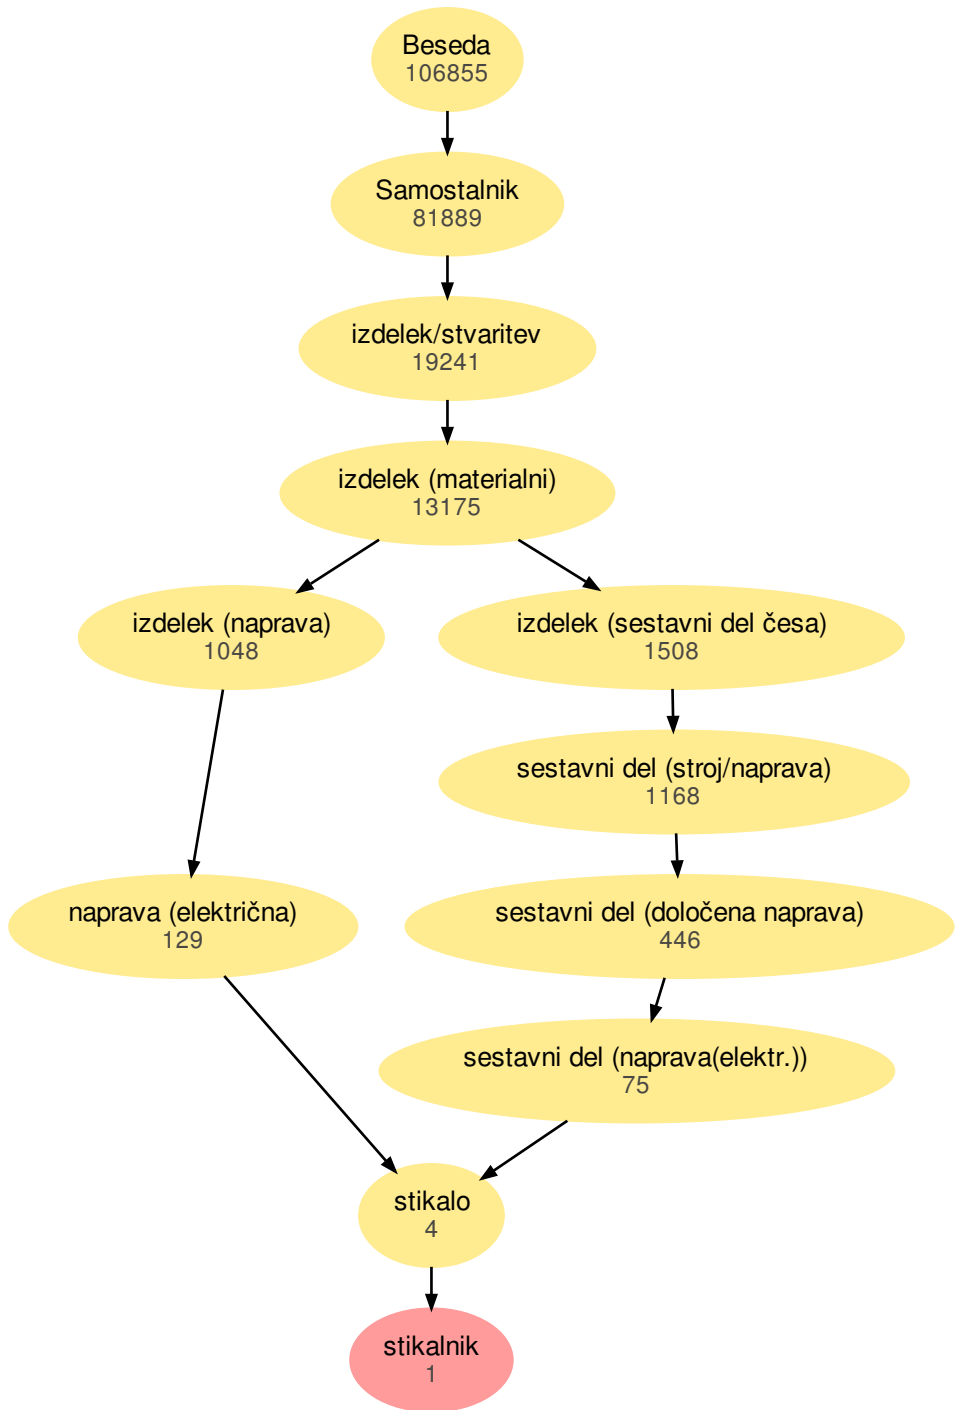 Beseda
106855
Samostalnik
81889
izdelek/stvaritev
19241
izdelek (materialni)
13175
izdelek (naprava)
1048
izdelek (sestavni del česa)
1508
sestavni del (stroj/naprava)
1168
naprava (električna)
129
sestavni del (določena naprava)
446
sestavni del (naprava(elektr.))
75
stikalo
4
stikalnik
1